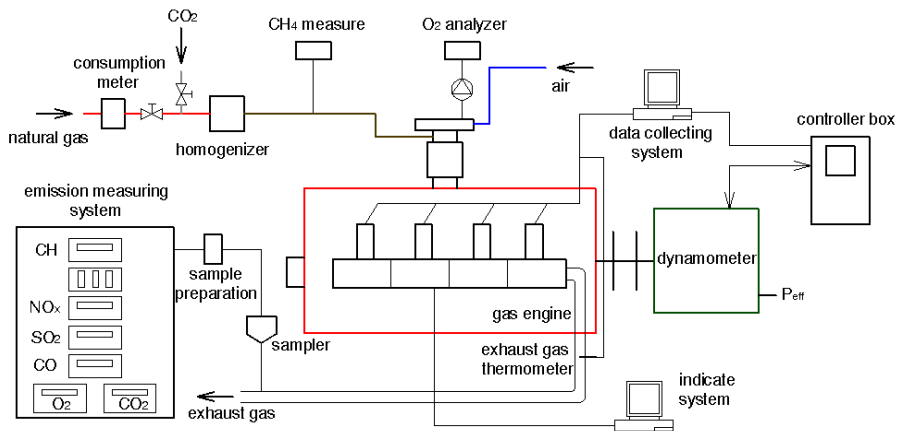 CO₂
CH₄ measure
O₂ analyzer
consumption
meter
air
natural gas
homogenizer
data collecting
system
controller box
emission measuring
system
CH
NOₓ
SO₂
CO
O₂
CO₂
sample
preparation
sampler
exhaust gas
gas engine
exhaust gas
thermometer
dynamometer
Peff
indicate
system